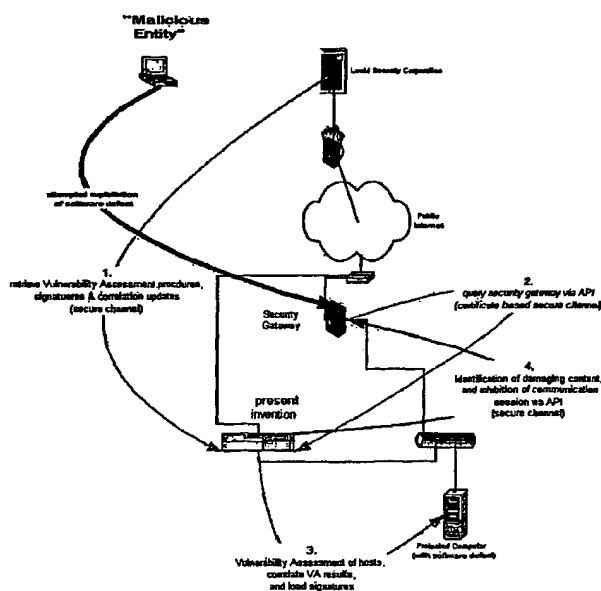 "Malicious
Entity"
Lucid Security Corporation
attempted exploitation
of software defect
Public
Internet
1.
retrieve Vulnerability Assessment procedures,
signatures & correlation updates
(secure channel)
2.
query security gateway via API
(certificate based secure channel)
Security
Gateway
4.
Identification of damaging content,
and inhibition of communication
session via API
(secure channel)
present
invention
3.
Vulnerability Assessment of hosts,
correlate VA results,
and load signatures
Protected Computer
(with software defect)